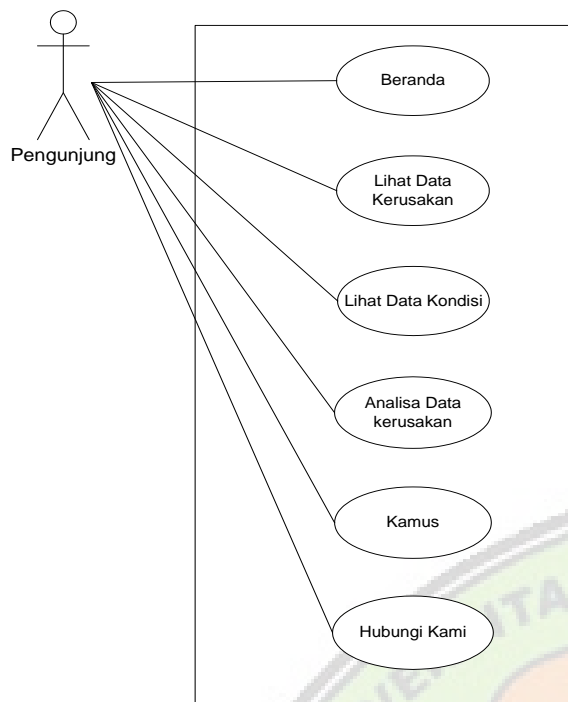 Beranda
Pengunjung
Lihat Data
Kerusakan
Lihat Data Kondisi
Analisa Data
kerusakan
Kamus
Hubungi Kami